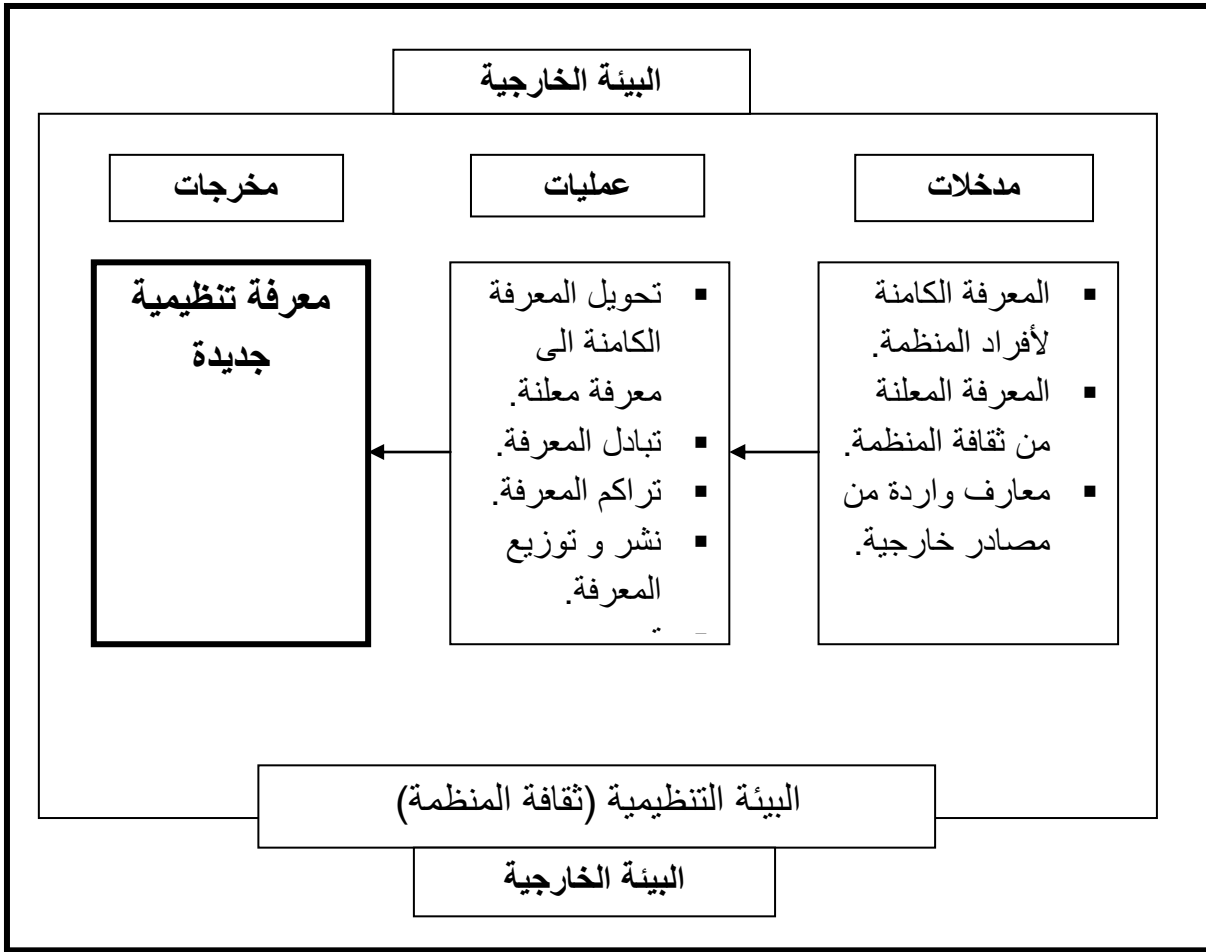 البيئة الخارجية
مدخلات
عمليات
مخرجات
▪ المعرفة الكامنة
لأفراد المنظمة.
▪ المعرفة المعلنة
من ثقافة المنظمة.
▪ معارف واردة من
مصادر خارجية.
▪ تحويل المعرفة
الكامنة الى
معرفة معلنة.
▪ تبادل المعرفة.
▪ تراكم المعرفة.
▪ نشر و توزيع
المعرفة.
معرفة تنظيمية
جديدة
البيئة التنظيمية (ثقافة المنظمة)
البيئة الخارجية